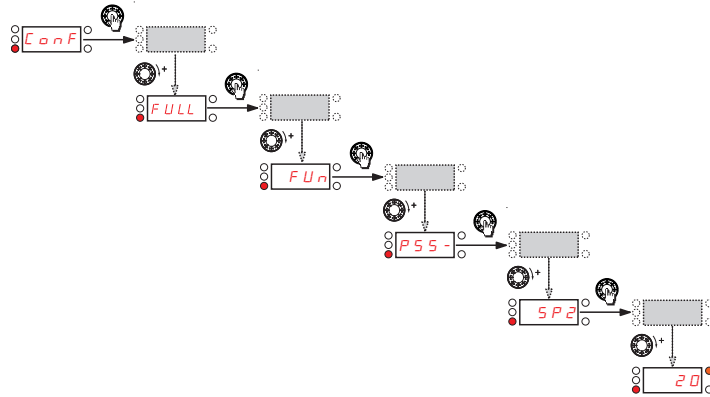 ConF
+
FULL
+
FUn
+
PSS-
+
SP2
+
20